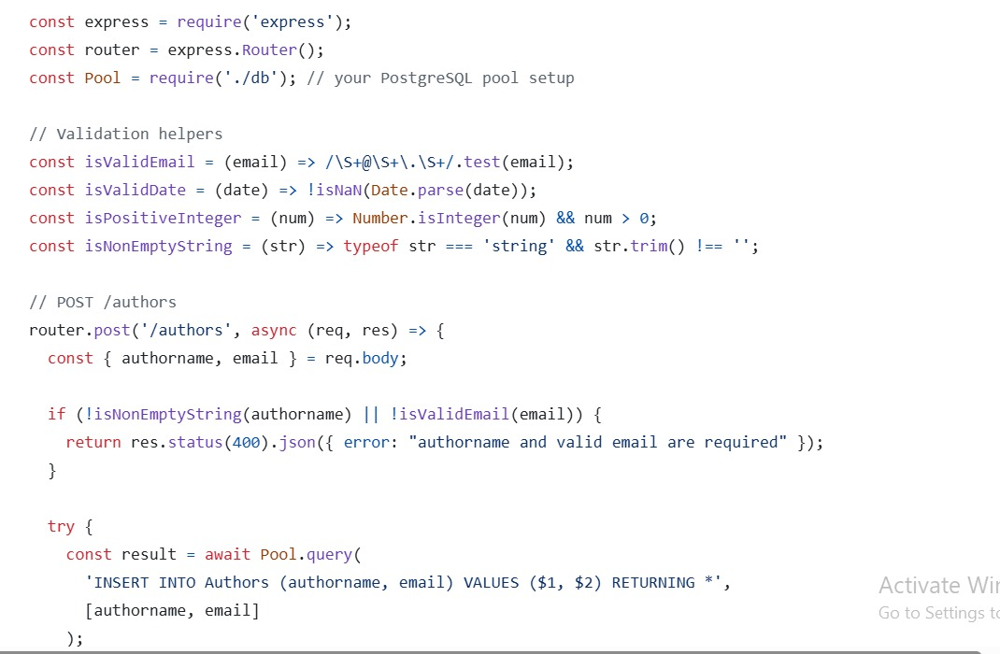 const express = require('express');
const router = express.Router();
const Pool = require('./db'); // your PostgreSQL pool setup

// Validation helpers
const isValidEmail = (email) => /\S+@\S+\.\S+/.test(email);
const isValidDate = (date) => !isNaN(Date.parse(date));
const isPositiveInteger = (num) => Number.isInteger(num) && num > 0;
const isNonEmptyString = (str) => typeof str === 'string' && str.trim() !== '';

// POST /authors
router.post('/authors', async (req, res) => {
  const { authorname, email } = req.body;

  if (!isNonEmptyString(authorname) || !isValidEmail(email)) {
    return res.status(400).json({ error: "authorname and valid email are required" });
  }

  try {
    const result = await Pool.query(
      'INSERT INTO Authors (authorname, email) VALUES ($1, $2) RETURNING *',
      [authorname, email]
    );
Activate
Go to Settings